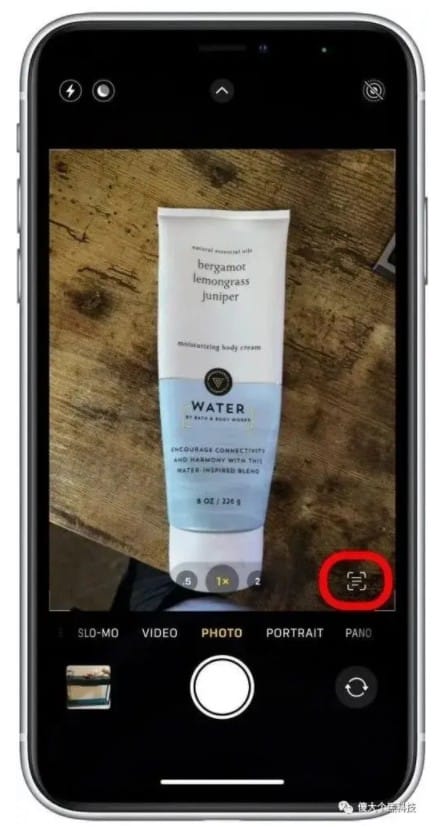 natural essential oils
bergamot
lemongrass
juniper
moisturizing body cream
WATER
BY BATH & BODY WORKS
ENCOURAGE CONNECTIVITY
AND HARMONY WITH THIS
WATER-INSPIRED BLEND
8 OZ / 226 g
.5 1× 2
SLO-MO VIDEO PHOTO PORTRAIT PANO
傻大个原科技